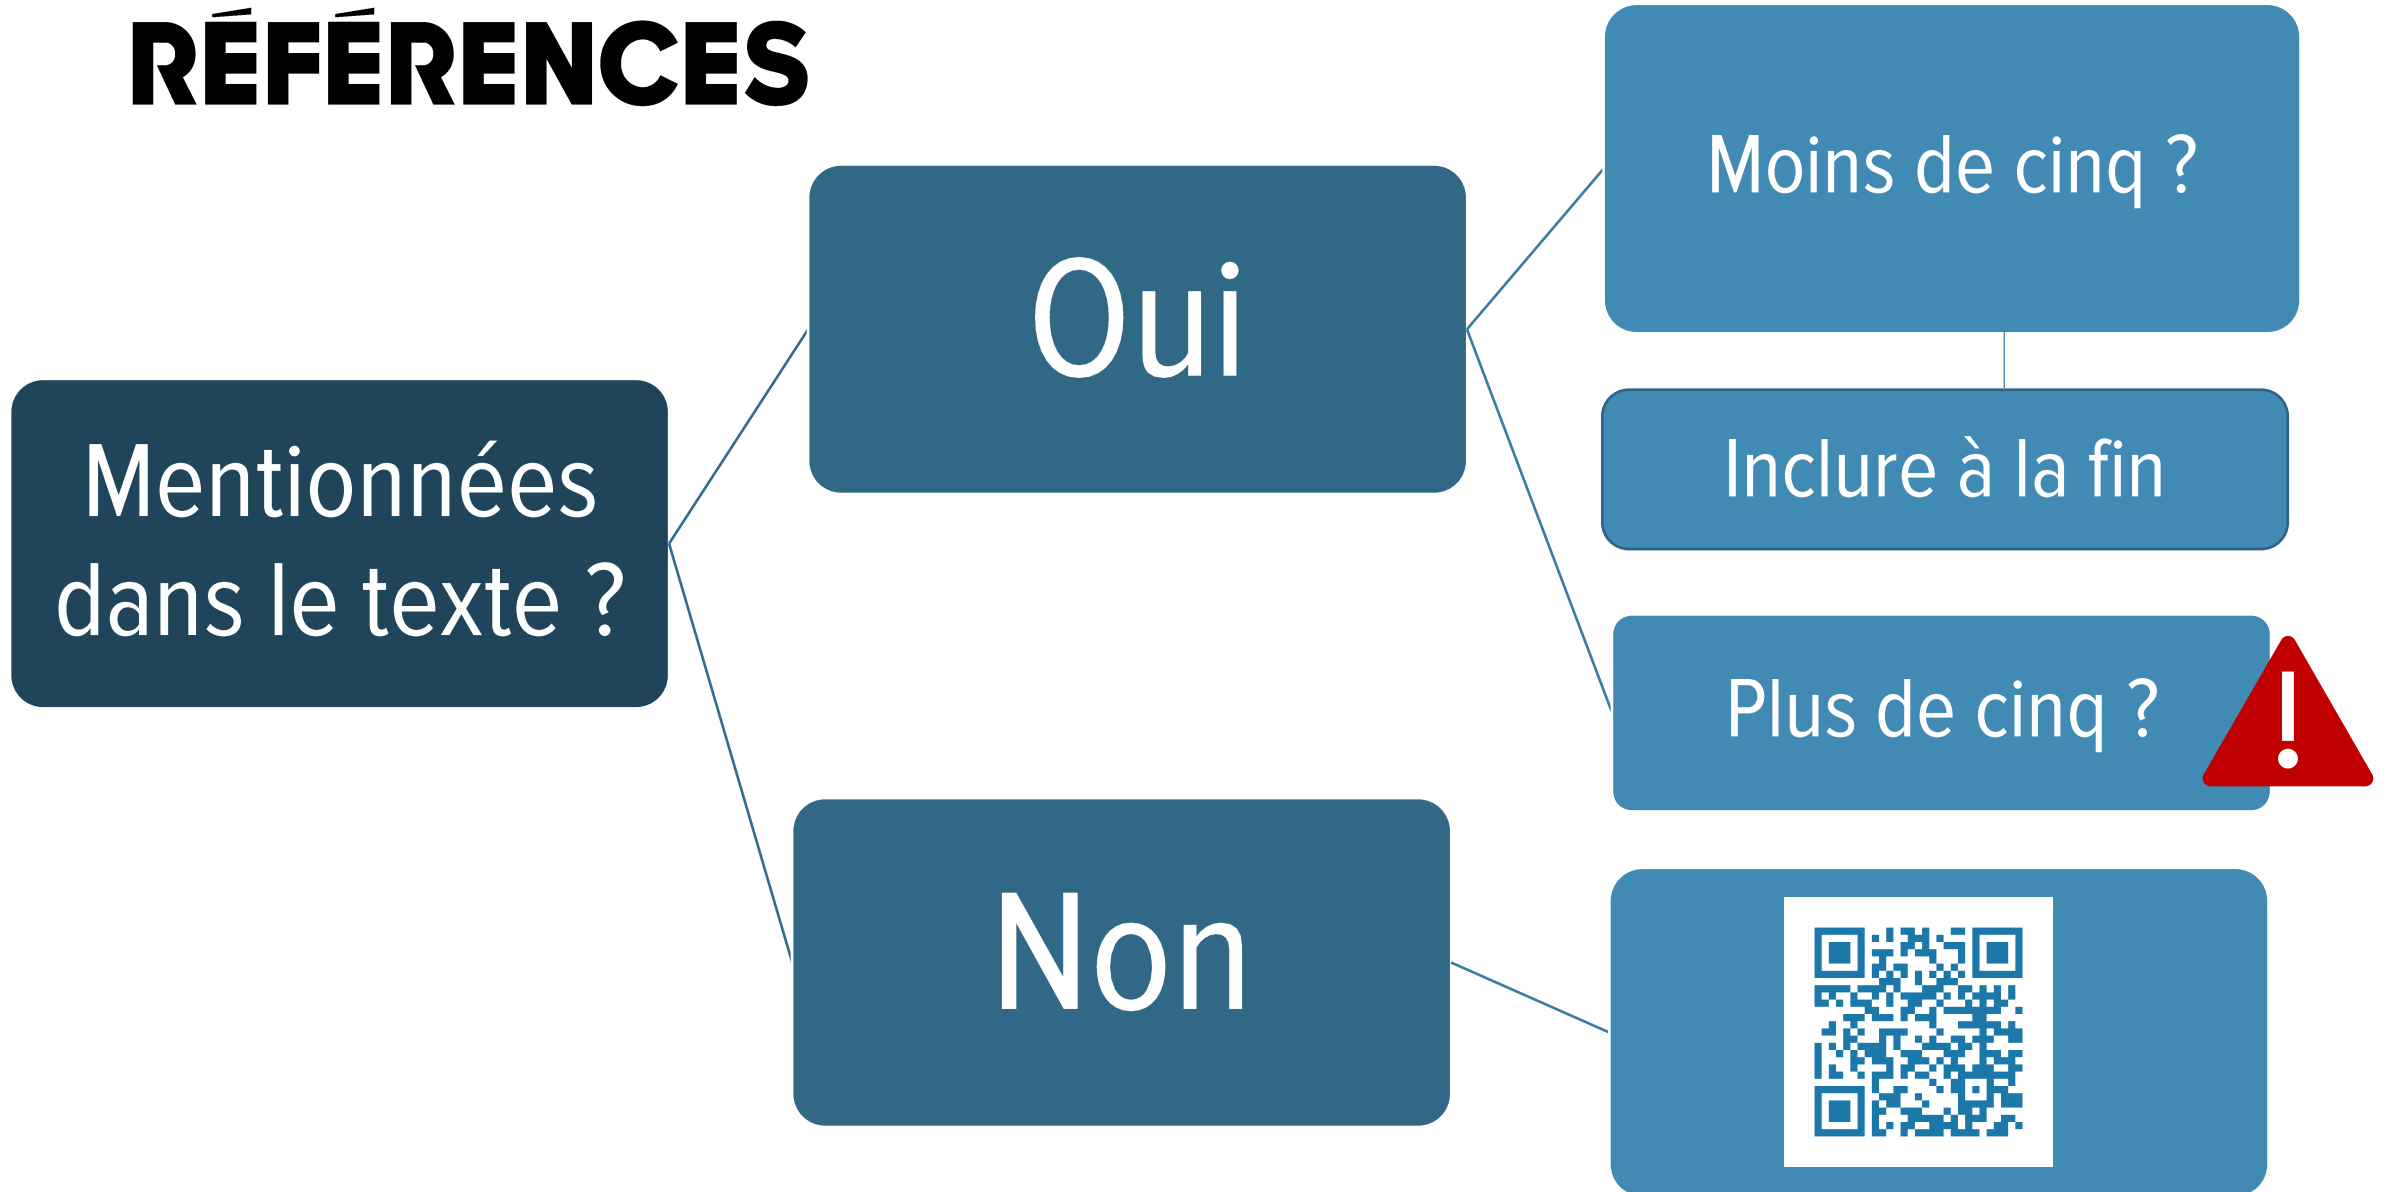 RÉFÉRENCES
Mentionnées
dans le texte ?
Oui
Moins de cinq ?
Inclure à la fin
Plus de cinq ?
Non